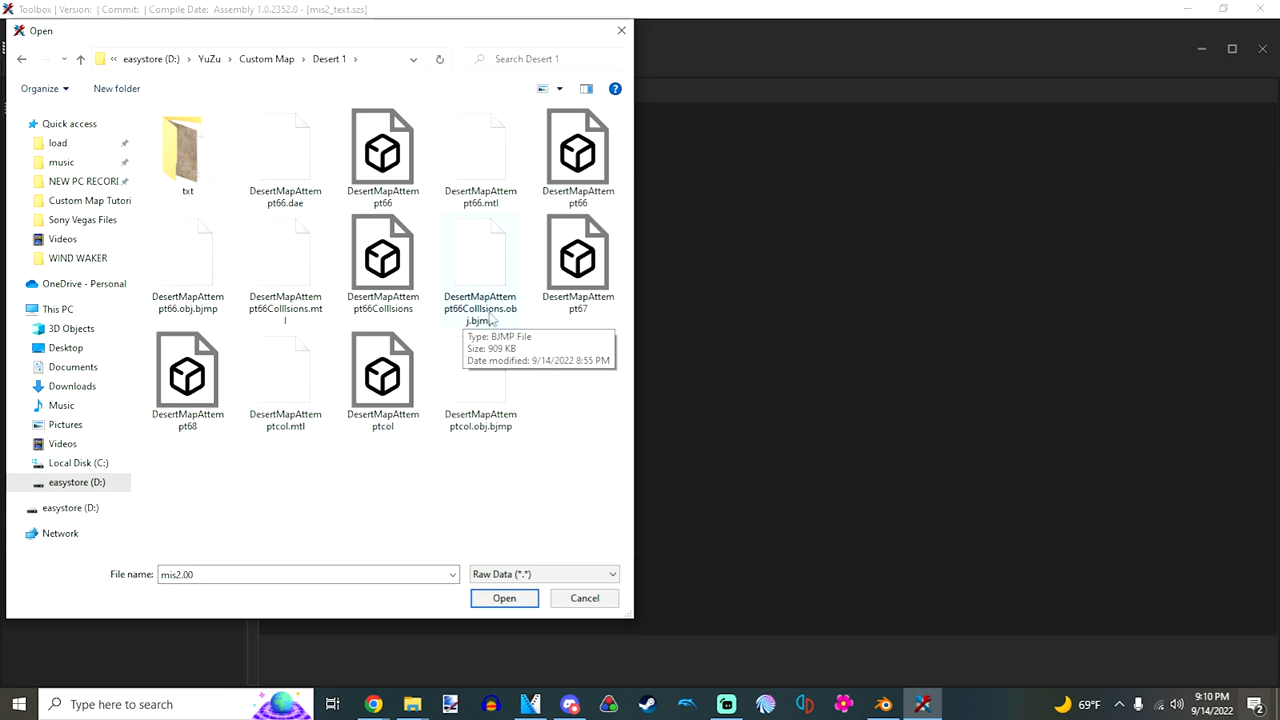 Toolbox | Version: | Commit: | Compile Date: Assembly 1.0.2352.0 - [mis2_text.szs]
Open
« easystore (D:) › YuZu › Custom Map › Desert 1 ›
Search Desert 1
Organize
New folder
Quick access
load
music
NEW PC RECORI
Custom Map Tutori
Sony Vegas Files
Videos
WIND WAKER
OneDrive - Personal
This PC
3D Objects
Desktop
Documents
Downloads
Music
Pictures
Videos
Local Disk (C:)
easystore (D:)
easystore (D:)
Network
txt
DesertMapAttem
pt66.dae
DesertMapAttem
pt66
DesertMapAttem
pt66.mtl
DesertMapAttem
pt66
DesertMapAttem
pt66.obj.bjmp
DesertMapAttem
pt66ColIsions.mt
l
DesertMapAttem
pt66ColIsions
DesertMapAttem
pt66ColIsions.ob
j.bjmp
DesertMapAttem
pt67
Type: BJMP File
Size: 909 KB
Date modified: 9/14/2022 8:55 PM
DesertMapAttem
pt68
DesertMapAttem
ptcol.mtl
DesertMapAttem
ptcol
DesertMapAttem
ptcol.obj.bjmp
File name:
mis2.00
Raw Data (*.*)
Open
Cancel
Type here to search
69°F
9:10 PM
9/14/2022
2